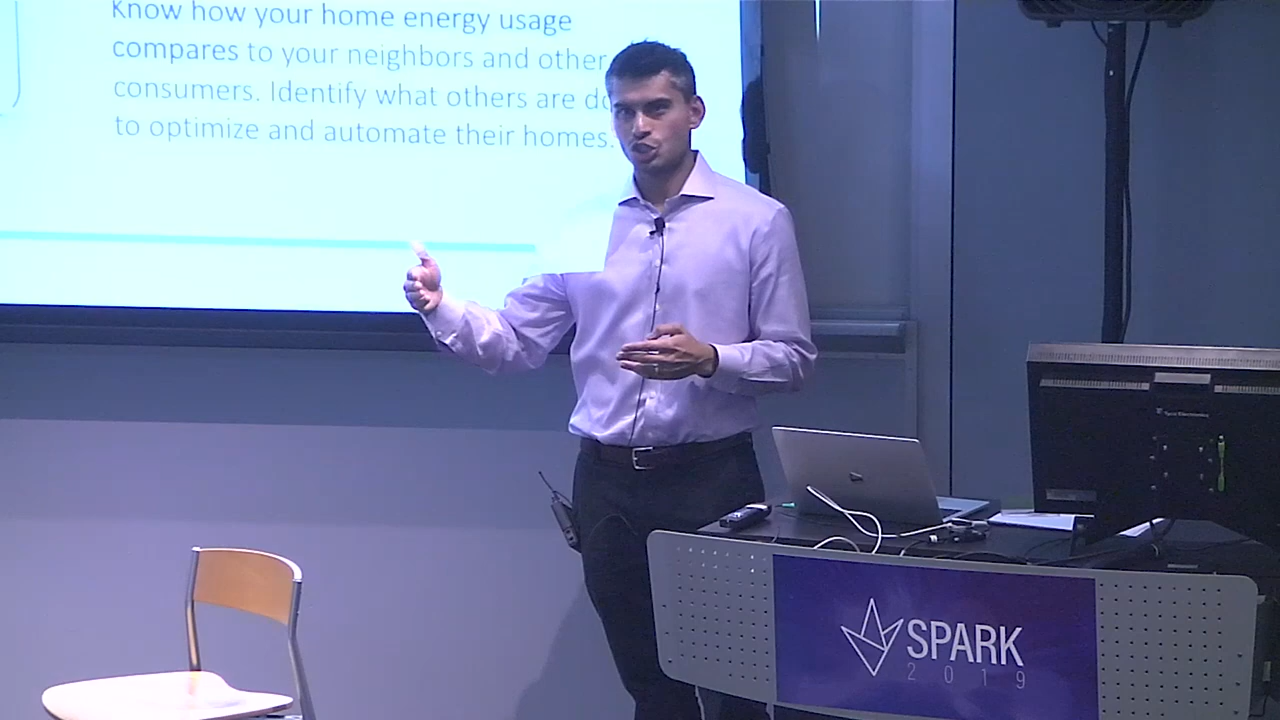 Know how your home energy usage
compares to your neighbors and other
consumers. Identify what others are do
to optimize and automate their homes.
SPARK
2019